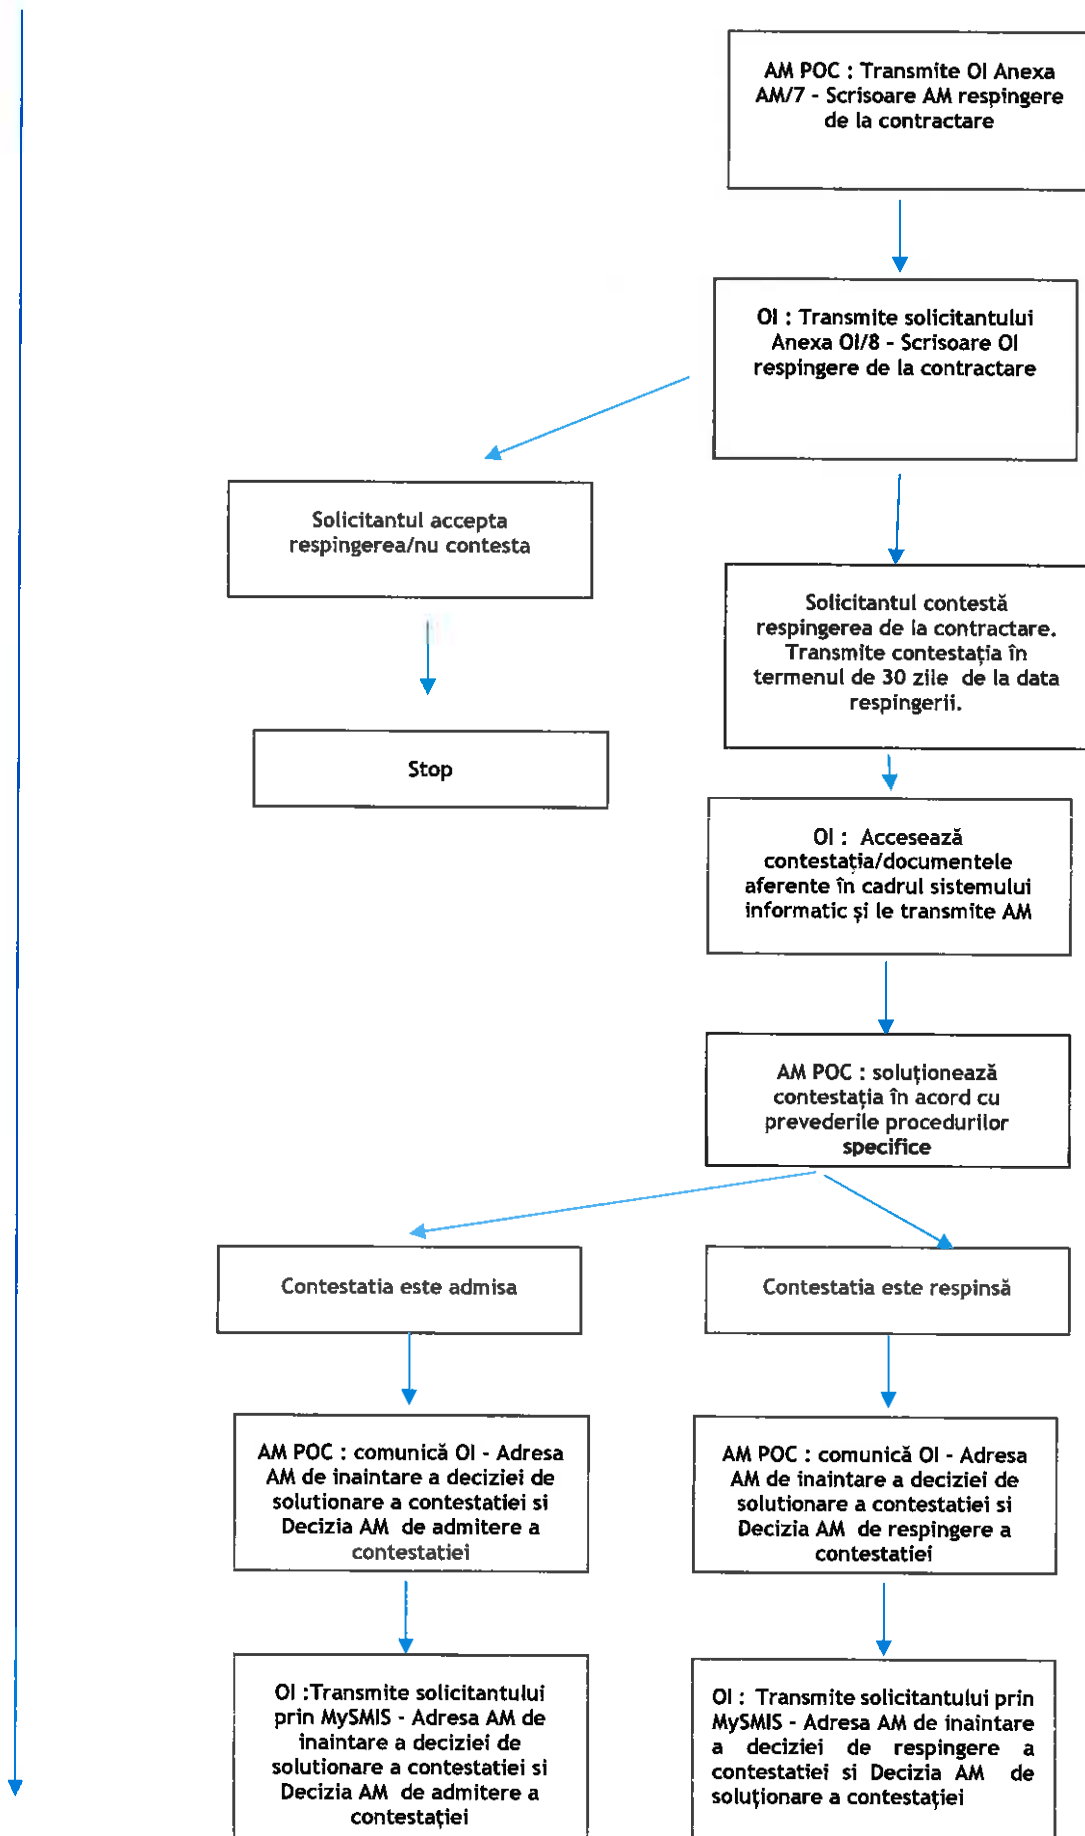 AM POC : Transmite OI Anexa
AM/7 - Scrisoare AM respingere
de la contractare
OI : Transmite solicitantului
Anexa OI/8 - Scrisoare OI
respingere de la contractare
Solicitantul accepta
respingerea/nu contesta
Solicitantul contestă
respingerea de la contractare.
Transmite contestația în
termenul de 30 zile de la data
respingerii.
Stop
OI : Accesează
contestația/documentele
aferente în cadrul sistemului
informatic și le transmite AM
AM POC : soluționează
contestația în acord cu
prevederile procedurilor
specifice
Contestatia este admisa
Contestatia este respinsă
AM POC : comunică OI - Adresa
AM de inaintare a deciziei de
solutionare a contestatiei si
Decizia AM de admitere a
contestatiei
AM POC : comunică OI - Adresa
AM de inaintare a deciziei de
solutionare a contestatiei si
Decizia AM de respingere a
contestatiei
OI :Transmite solicitantului
prin MySMIS - Adresa AM de
inaintare a deciziei de
solutionare a contestatiei si
Decizia AM de admitere a
contestației
OI : Transmite solicitantului prin
MySMIS - Adresa AM de inaintare
a deciziei de respingere a
contestatiei si Decizia AM de
soluționare a contestației